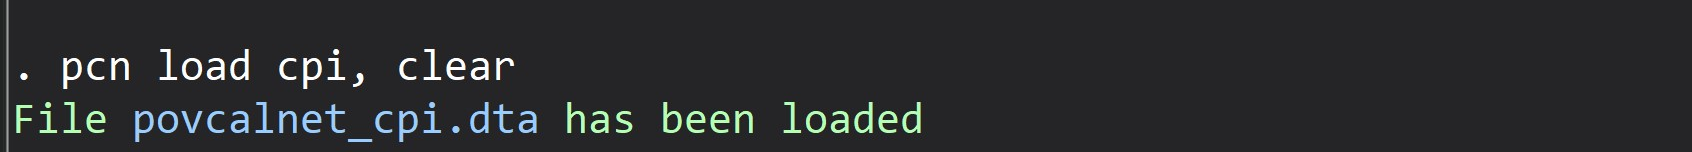 . pcn load cpi, clear
File povcalnet_cpi.dta has been loaded